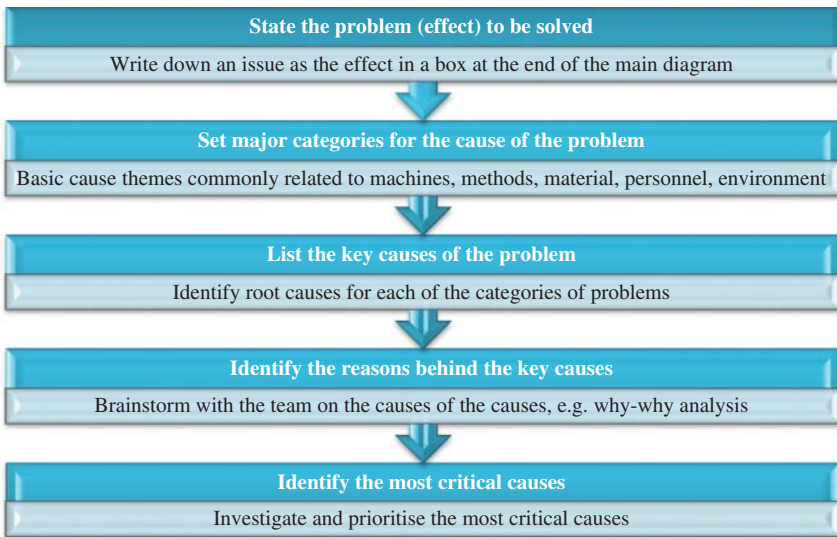 State the problem (effect) to be solved
Write down an issue as the effect in a box at the end of the main diagram
Set major categories for the cause of the problem
Basic cause themes commonly related to machines, methods, material, personnel, environment
List the key causes of the problem
Identify root causes for each of the categories of problems
Identify the reasons behind the key causes
Brainstorm with the team on the causes of the causes, e.g. why-why analysis
Identify the most critical causes
Investigate and prioritise the most critical causes